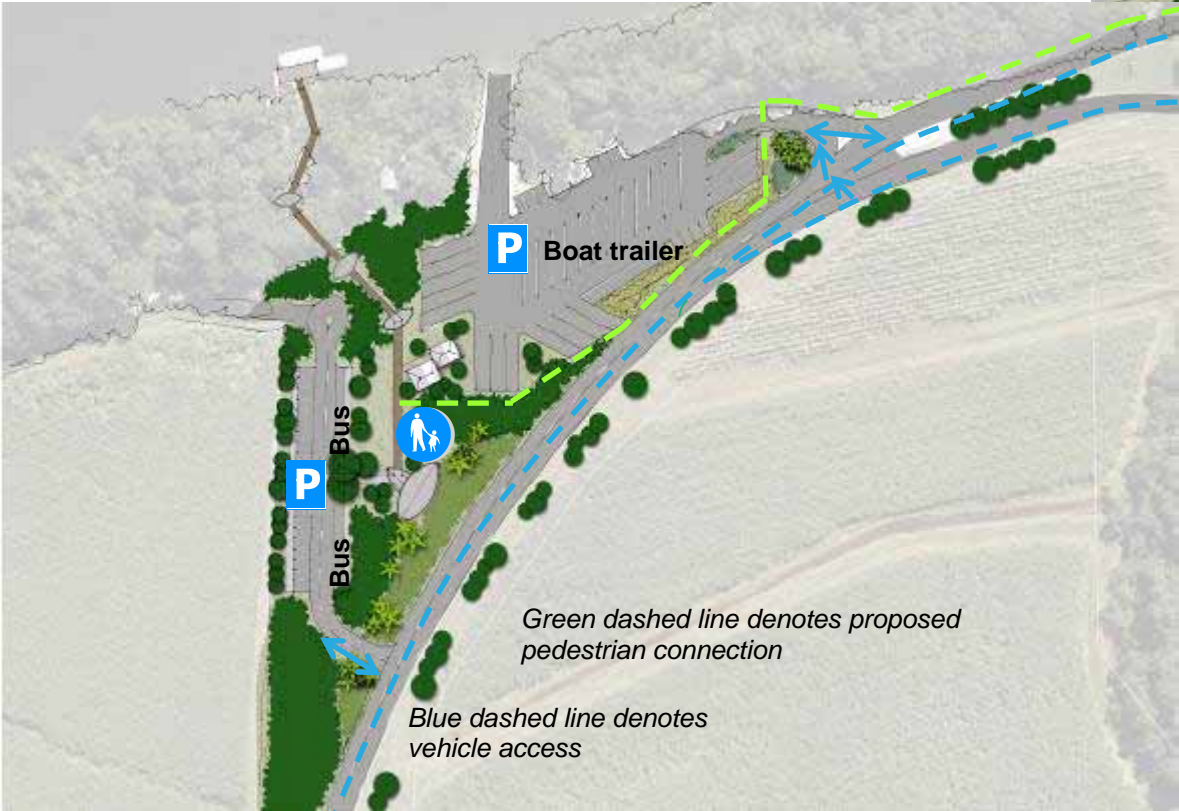 P Boat trailer
Bus
P
Bus
Green dashed line denotes proposed
pedestrian connection
Blue dashed line denotes
vehicle access